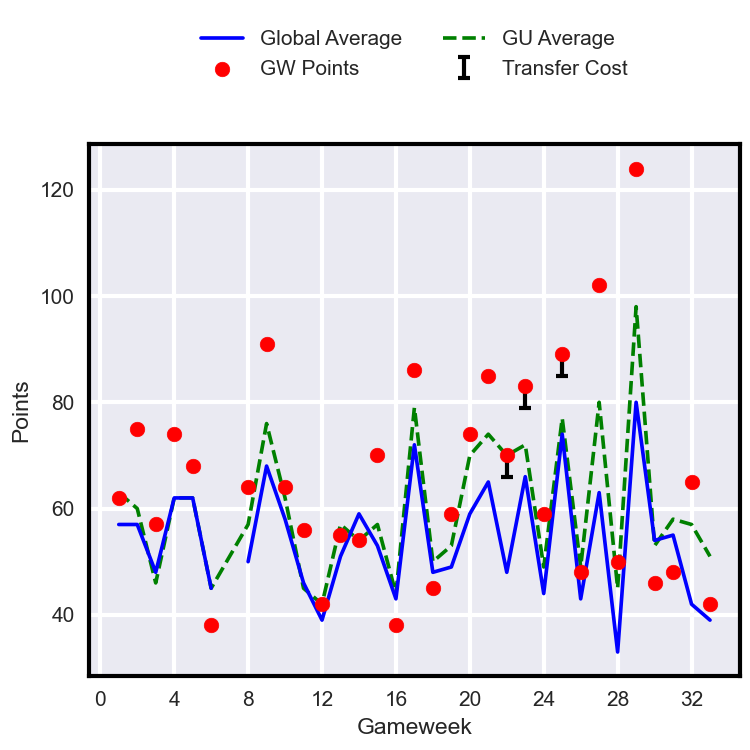 Global Average GU Average
GW Points Transfer Cost
120
100
80
60
40
Points
0 4 8 12 16 20 24 28 32
Gameweek